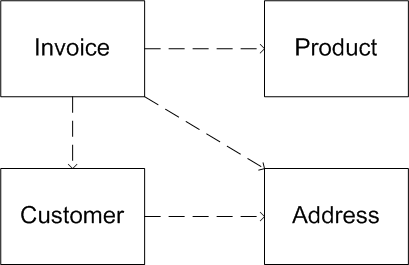 Invoice
Product
Customer
Address